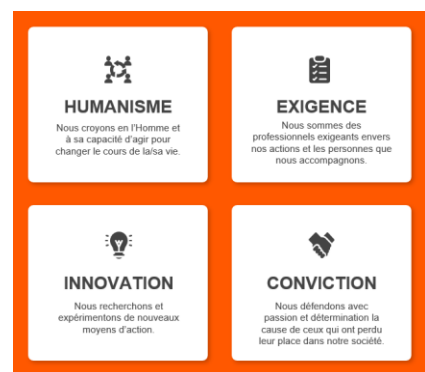 HUMANISME
Nous croyons en l'Homme et
à sa capacité d'agir pour
changer le cours de la/sa vie.
EXIGENCE
Nous sommes des
professionnels exigeants envers
nos actions et les personnes que
nous accompagnons.
INNOVATION
Nous recherchons et
expérimentons de nouveaux
moyens d'action.
CONVICTION
Nous défendons avec
passion et détermination la
cause de ceux qui ont perdu
leur place dans notre société.